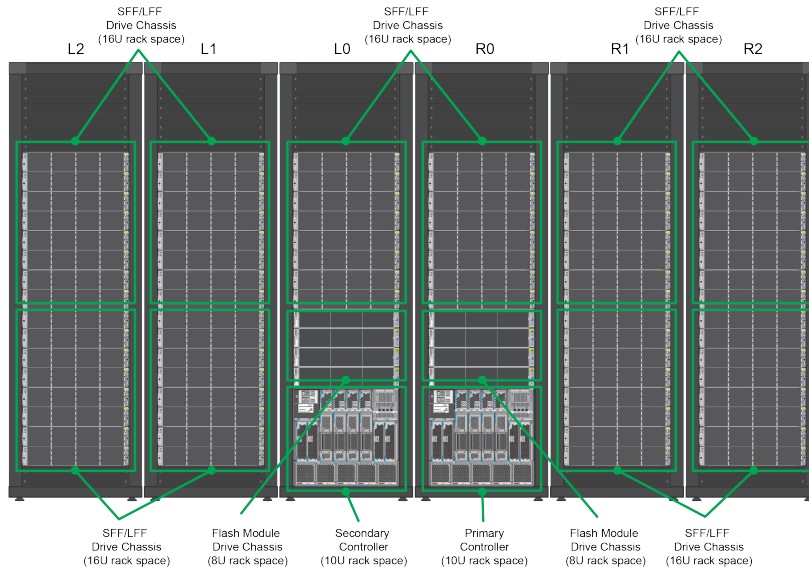 SFF/LFF
Drive Chassis
(16U rack space)
SFF/LFF
Drive Chassis
(16U rack space)
SFF/LFF
Drive Chassis
(16U rack space)
L2
L1
L0
R0
R1
R2
SFF/LFF
Drive Chassis
(16U rack space)
Flash Module
Drive Chassis
(8U rack space)
Secondary
Controller
(10U rack space)
Primary
Controller
(10U rack space)
Flash Module
Drive Chassis
(8U rack space)
SFF/LFF
Drive Chassis
(16U rack space)